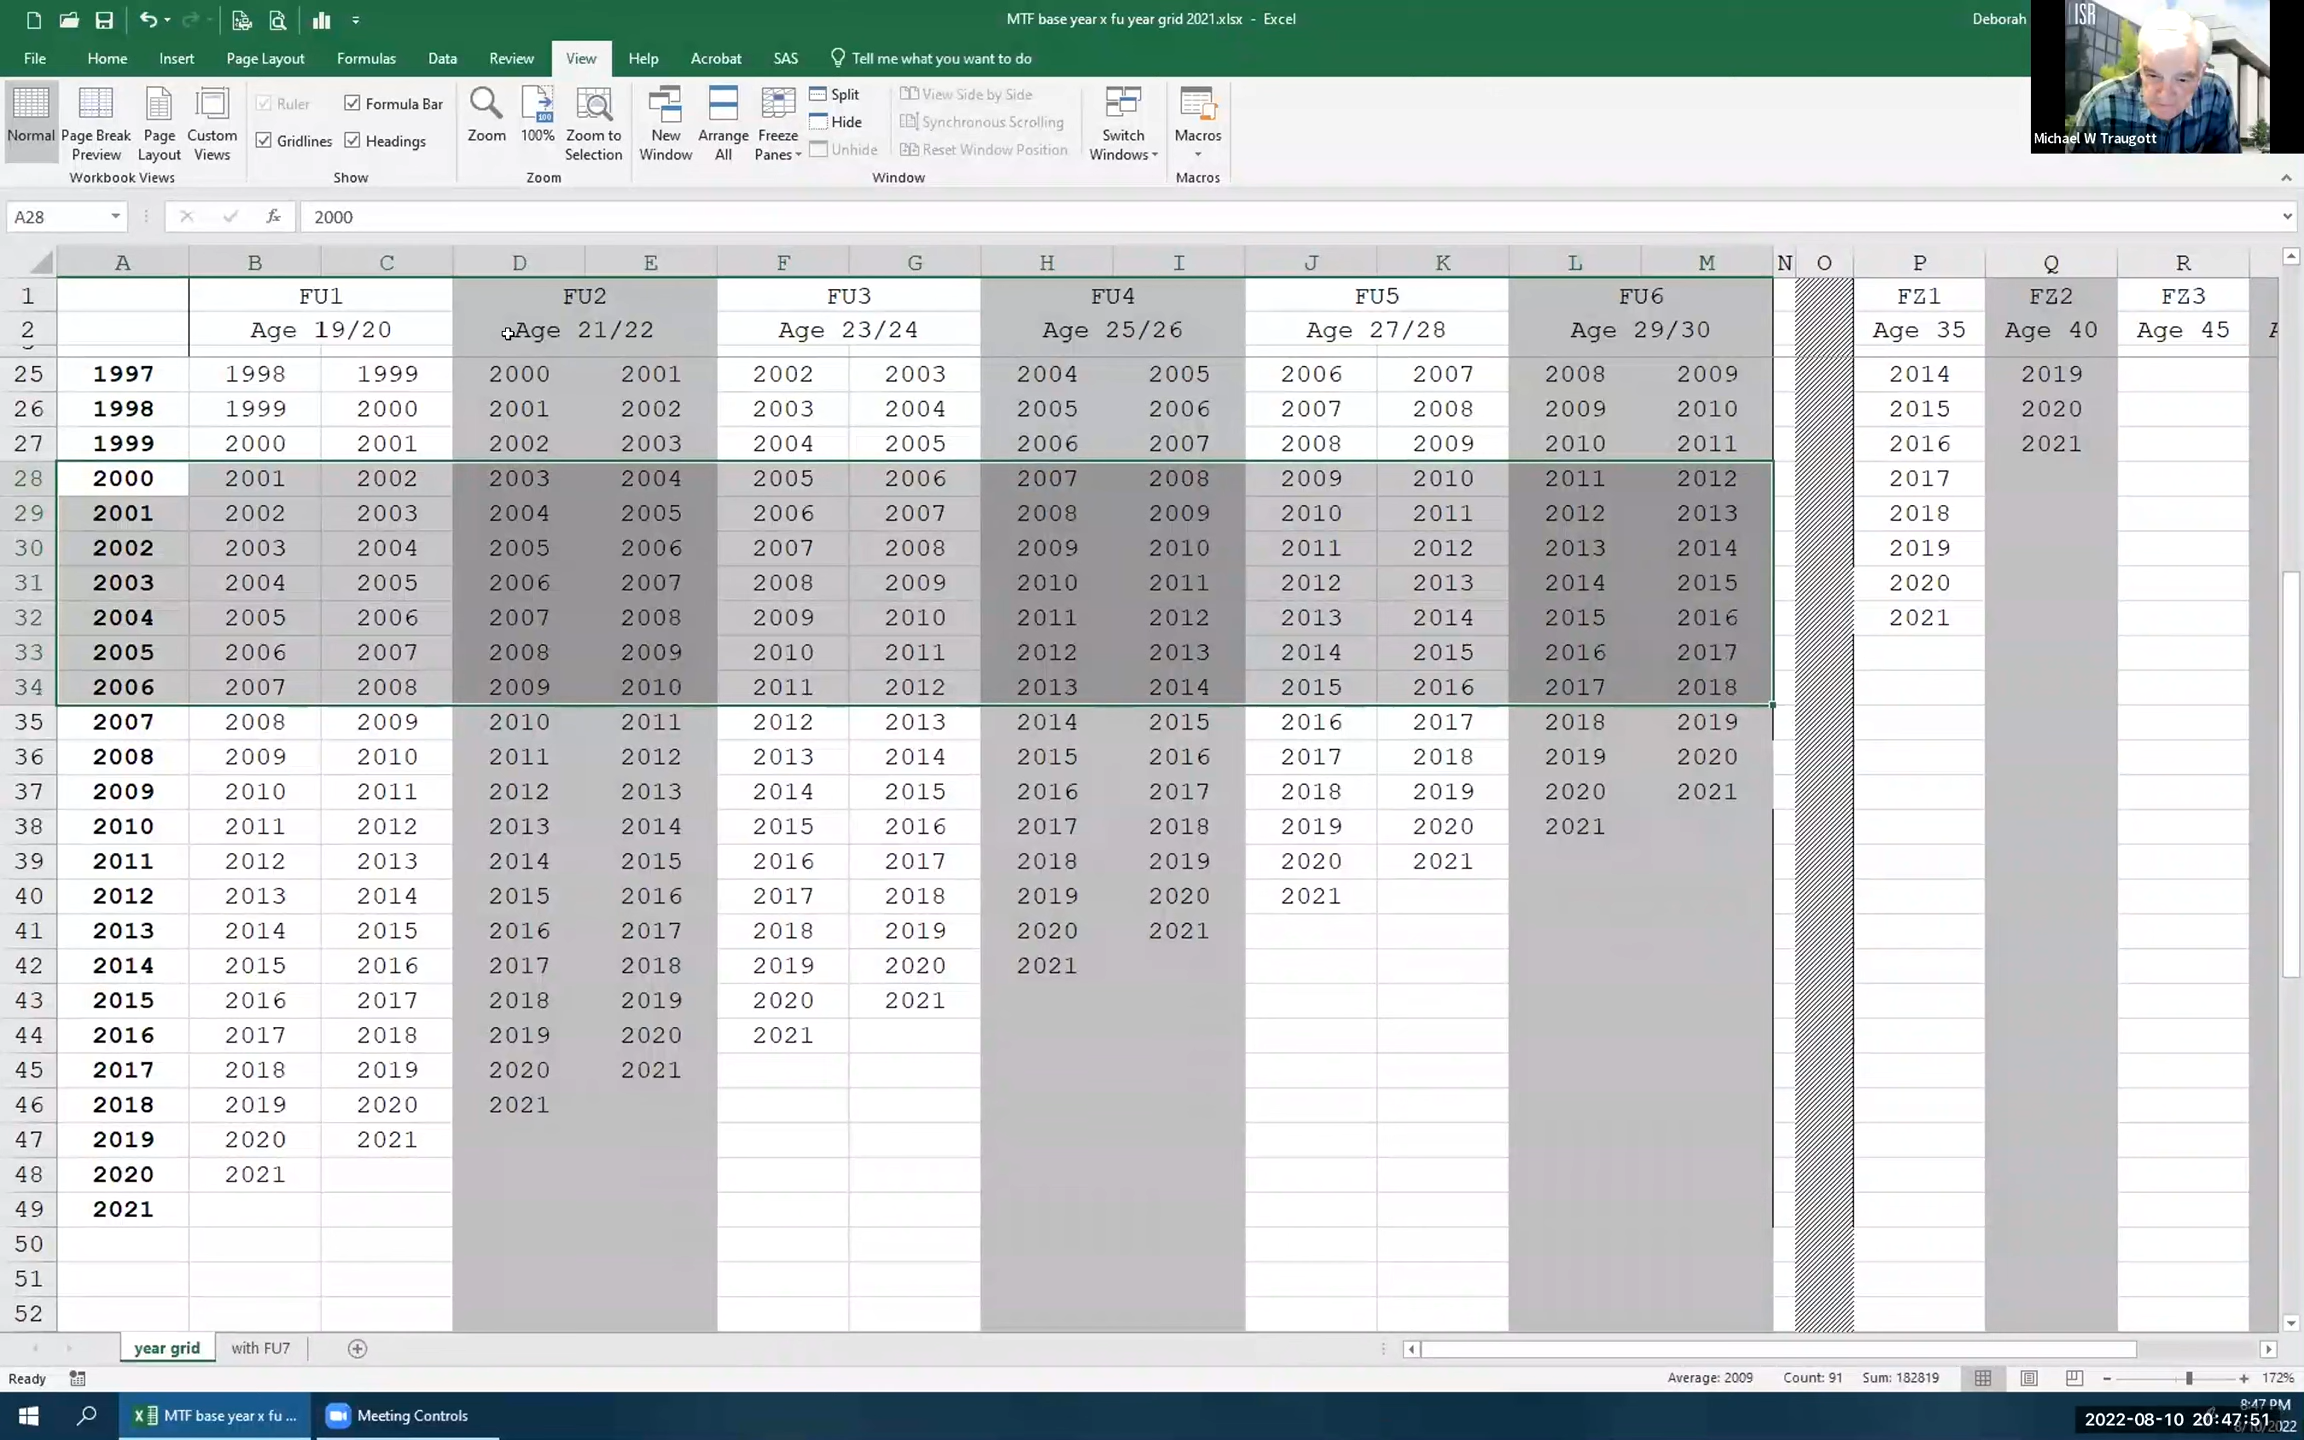 MTF base year x fu year grid 2021.xlsx - Excel
Deborah
ISR
Michael W Traugott
File Home Insert Page Layout Formulas Data Review View Help Acrobat SAS Tell me what you want to do
Normal Page Break Preview Page Layout Custom Views
Workbook Views
Ruler Formula Bar
Gridlines Headings
Show
Zoom 100% Zoom to Selection
Zoom
New Window Arrange All Freeze Panes
Split
Hide
Unhide
View Side by Side
Synchronous Scrolling
Reset Window Position
Switch Windows
Window
Macros
Macros
A28 fx 2000
A B C D E F G H I J K L M N O P Q R
1 FU1 FU2 FU3 FU4 FU5 FU6 FZ1 FZ2 FZ3
2 Age 19/20 Age 21/22 Age 23/24 Age 25/26 Age 27/28 Age 29/30 Age 35 Age 40 Age 45 A
25 1997 1998 1999 2000 2001 2002 2003 2004 2005 2006 2007 2008 2009 2014 2019
26 1998 1999 2000 2001 2002 2003 2004 2005 2006 2007 2008 2009 2010 2015 2020
27 1999 2000 2001 2002 2003 2004 2005 2006 2007 2008 2009 2010 2011 2016 2021
28 2000 2001 2002 2003 2004 2005 2006 2007 2008 2009 2010 2011 2012 2017
29 2001 2002 2003 2004 2005 2006 2007 2008 2009 2010 2011 2012 2013 2018
30 2002 2003 2004 2005 2006 2007 2008 2009 2010 2011 2012 2013 2014 2019
31 2003 2004 2005 2006 2007 2008 2009 2010 2011 2012 2013 2014 2015 2020
32 2004 2005 2006 2007 2008 2009 2010 2011 2012 2013 2014 2015 2016 2021
33 2005 2006 2007 2008 2009 2010 2011 2012 2013 2014 2015 2016 2017
34 2006 2007 2008 2009 2010 2011 2012 2013 2014 2015 2016 2017 2018
35 2007 2008 2009 2010 2011 2012 2013 2014 2015 2016 2017 2018 2019
36 2008 2009 2010 2011 2012 2013 2014 2015 2016 2017 2018 2019 2020
37 2009 2010 2011 2012 2013 2014 2015 2016 2017 2018 2019 2020 2021
38 2010 2011 2012 2013 2014 2015 2016 2017 2018 2019 2020 2021
39 2011 2012 2013 2014 2015 2016 2017 2018 2019 2020 2021
40 2012 2013 2014 2015 2016 2017 2018 2019 2020 2021
41 2013 2014 2015 2016 2017 2018 2019 2020 2021
42 2014 2015 2016 2017 2018 2019 2020 2021
43 2015 2016 2017 2018 2019 2020 2021
44 2016 2017 2018 2019 2020 2021
45 2017 2018 2019 2020 2021
46 2018 2019 2020 2021
47 2019 2020 2021
48 2020 2021
49 2021
50
51
52
year grid with FU7
Ready Average: 2009 Count: 91 Sum: 182819 172%
MTF base year x fu ... Meeting Controls
8:47 PM
2022-08-10 20:47:51